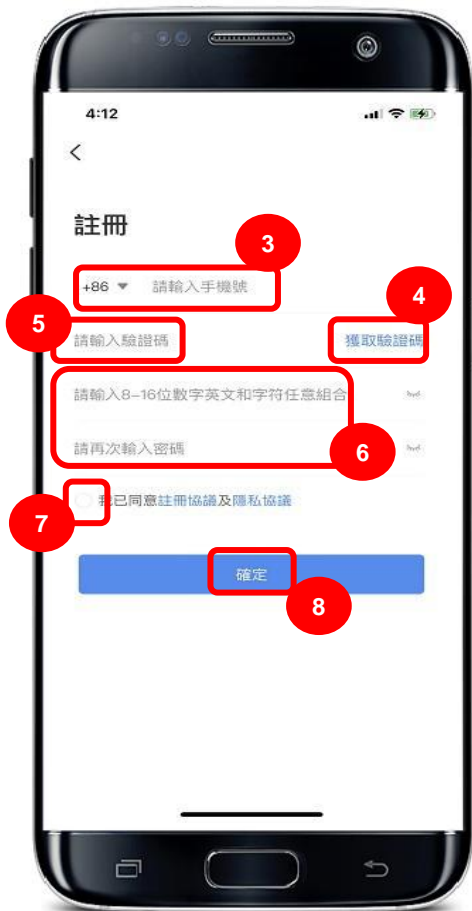 4:12
註冊
3
+86 請輸入手機號
4
5
請輸入驗證碼 獲取驗證碼
請輸入8-16位數字英文和字符任意組合
請再次輸入密碼
6
我已同意註冊協議及隱私協議
7
確定
8